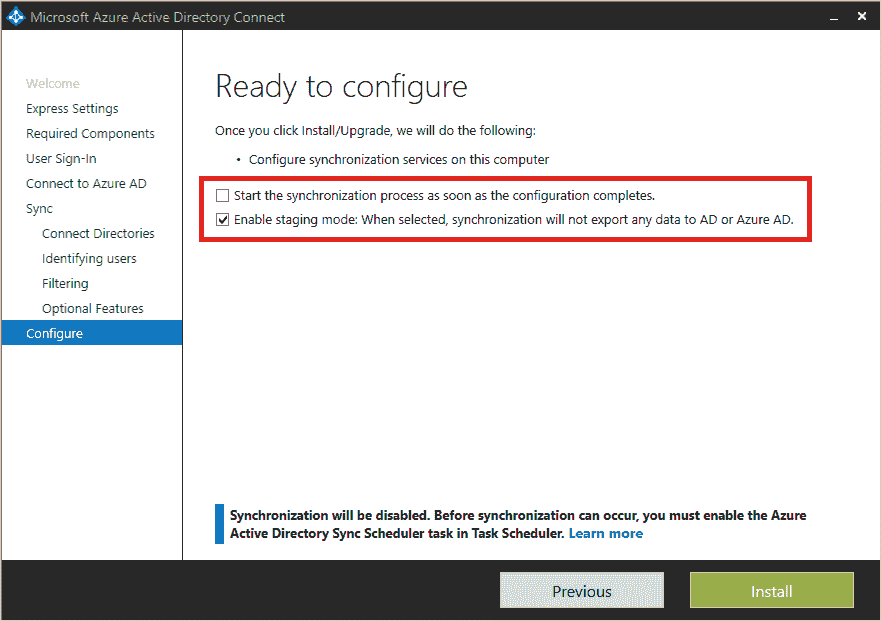 Microsoft Azure Active Directory Connect
Welcome
Express Settings
Required Components
User Sign-In
Connect to Azure AD
Sync
Connect Directories
Identifying users
Filtering
Optional Features
Configure
Ready to configure
Once you click Install/Upgrade, we will do the following:
• Configure synchronization services on this computer
Start the synchronization process as soon as the configuration completes.
Enable staging mode: When selected, synchronization will not export any data to AD or Azure AD.
Synchronization will be disabled. Before synchronization can occur, you must enable the Azure
Active Directory Sync Scheduler task in Task Scheduler. Learn more
Previous
Install